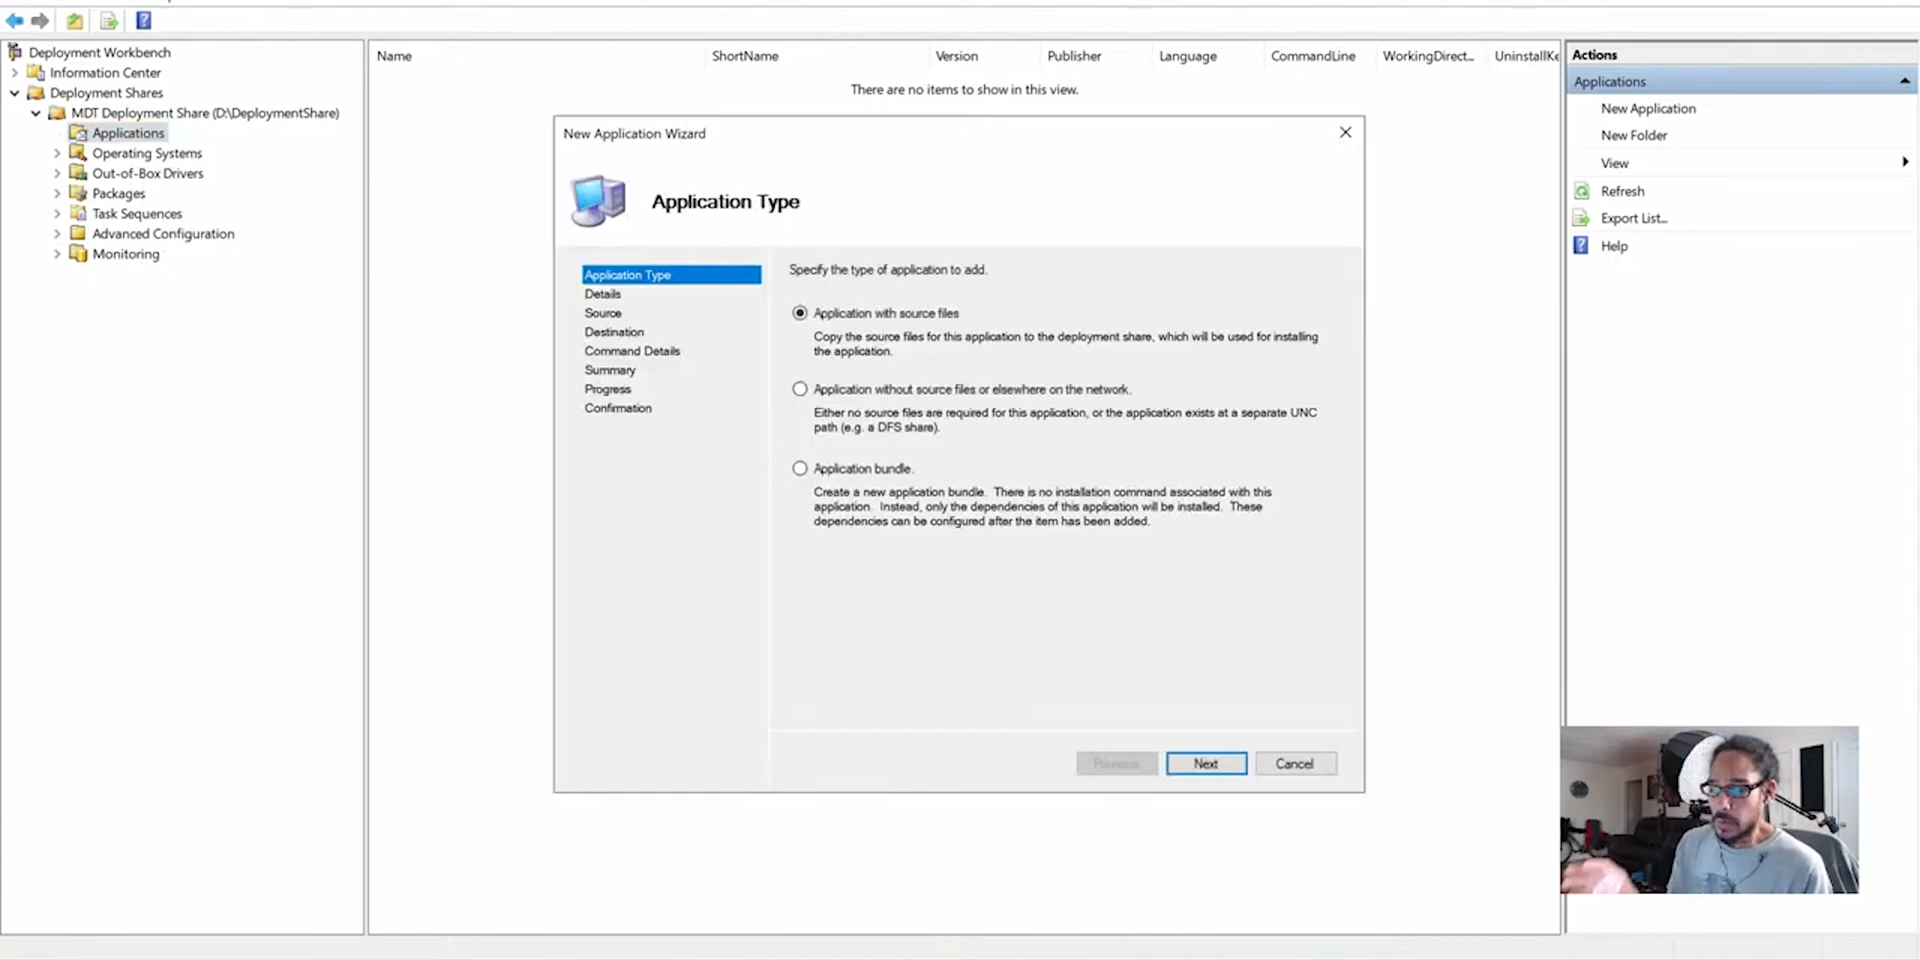 Deployment Workbench
Information Center
Deployment Shares
MDT Deployment Share (D:\DeploymentShare)
Applications
Operating Systems
Out-of-Box Drivers
Packages
Task Sequences
Advanced Configuration
Monitoring
Name ShortName Version Publisher Language CommandLine WorkingDirect... UninstallKe
There are no items to show in this view.
New Application Wizard
Application Type
Application Type
Details
Source
Destination
Command Details
Summary
Progress
Confirmation
Specify the type of application to add.
Application with source files
Copy the source files for this application to the deployment share, which will be used for installing
the application.
Application without source files or elsewhere on the network.
Either no source files are required for this application, or the application exists at a separate UNC
path (e.g. a DFS share).
Application bundle.
Create a new application bundle. There is no installation command associated with this
application. Instead, only the dependencies of this application will be installed. These
dependencies can be configured after the item has been added.
Previous Next Cancel
Actions
Applications
New Application
New Folder
View
Refresh
Export List...
Help